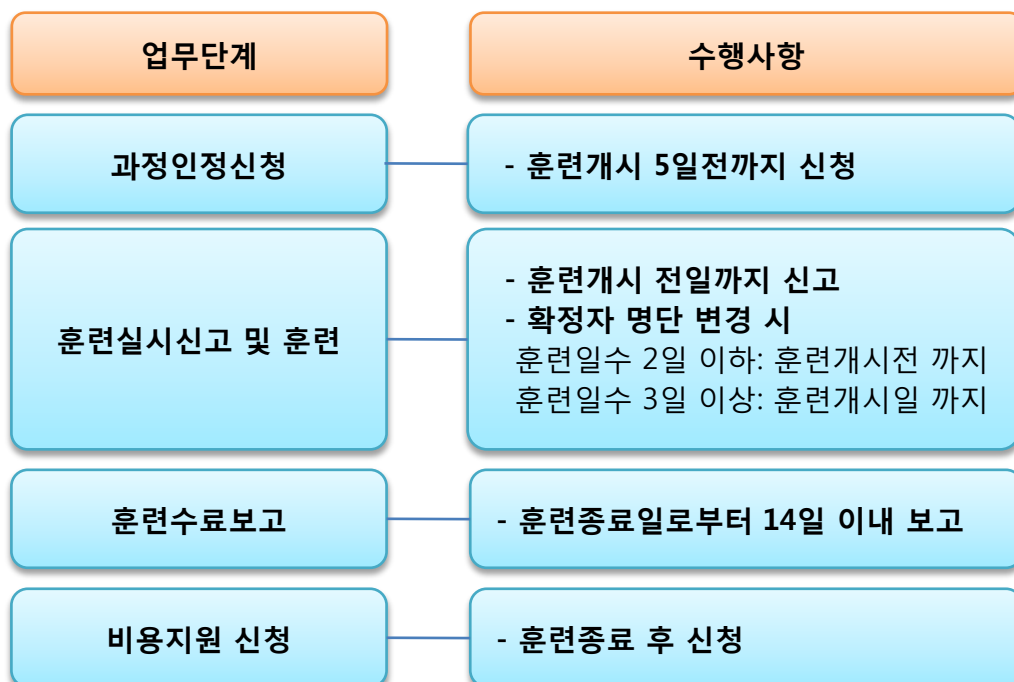 업무단계
수행사항
과정인정신청
- 훈련개시 5일전까지 신청
훈련실시신고 및 훈련
- 훈련개시 전일까지 신고
- 확정자 명단 변경 시
훈련일수 2일 이하: 훈련개시전 까지
훈련일수 3일 이상: 훈련개시일 까지
훈련수료보고
- 훈련종료일로부터 14일 이내 보고
비용지원 신청
- 훈련종료 후 신청